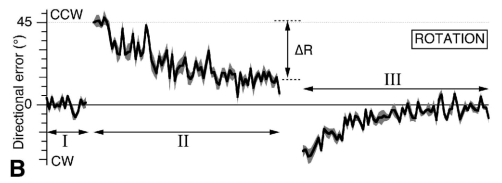 CCW
45
ΔR
ROTATION
III
Directional error (°)
0
I
II
B
CW